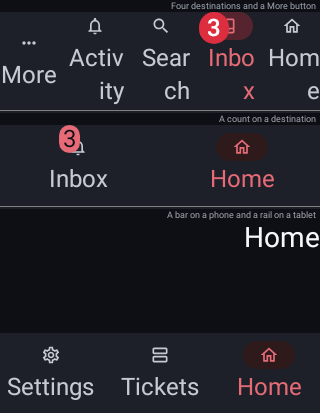 Four destinations and a More button
3
More
Activ
ity
Sear
ch
Inbo
x
Hom
e
A count on a destination
3
Inbox
Home
A bar on a phone and a rail on a tablet
Home
Settings
Tickets
Home